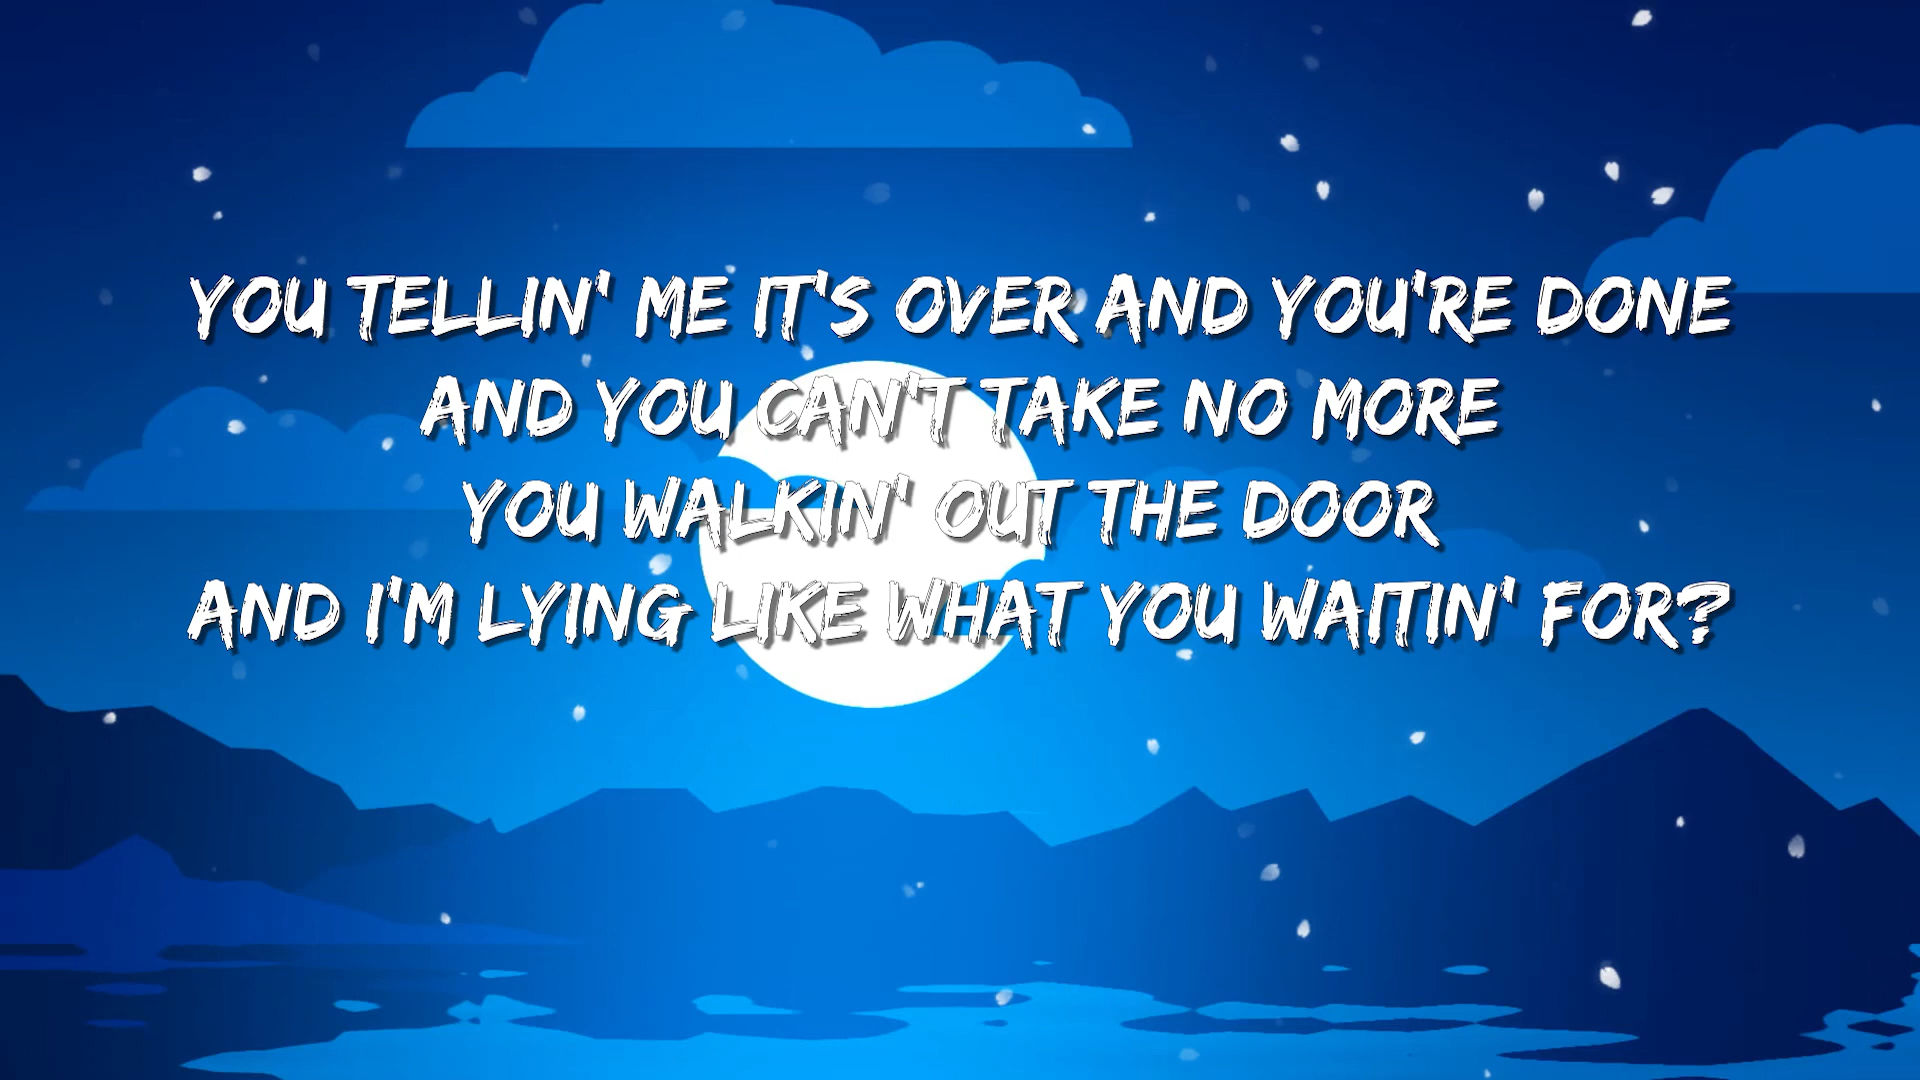 YOU TELLIN' ME IT'S OVER AND YOU'RE DONE
AND YOU CAN'T TAKE NO MORE
YOU WALKIN' OUT THE DOOR
AND I'M LYING LIKE WHAT YOU WAITIN' FOR?